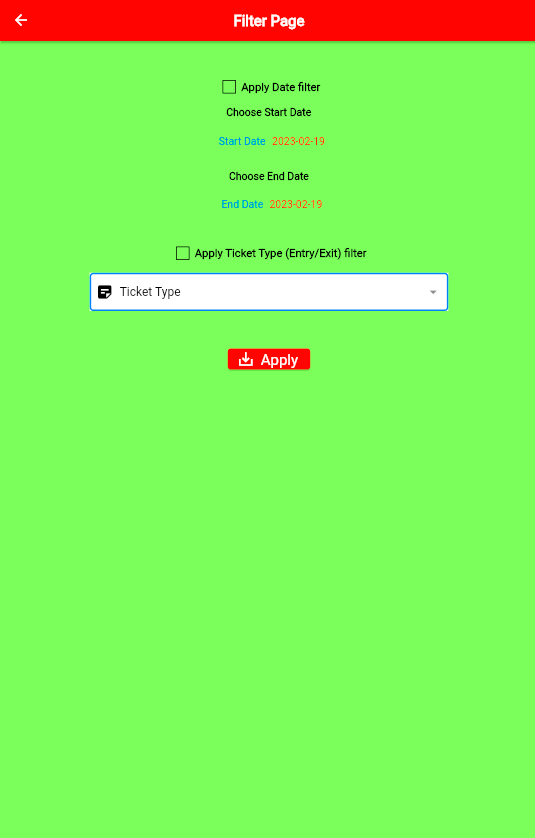 Filter Page
Apply Date filter
Choose Start Date
Start Date 2023-02-19
Choose End Date
End Date 2023-02-19
Apply Ticket Type (Entry/Exit) filter
Ticket Type
Apply